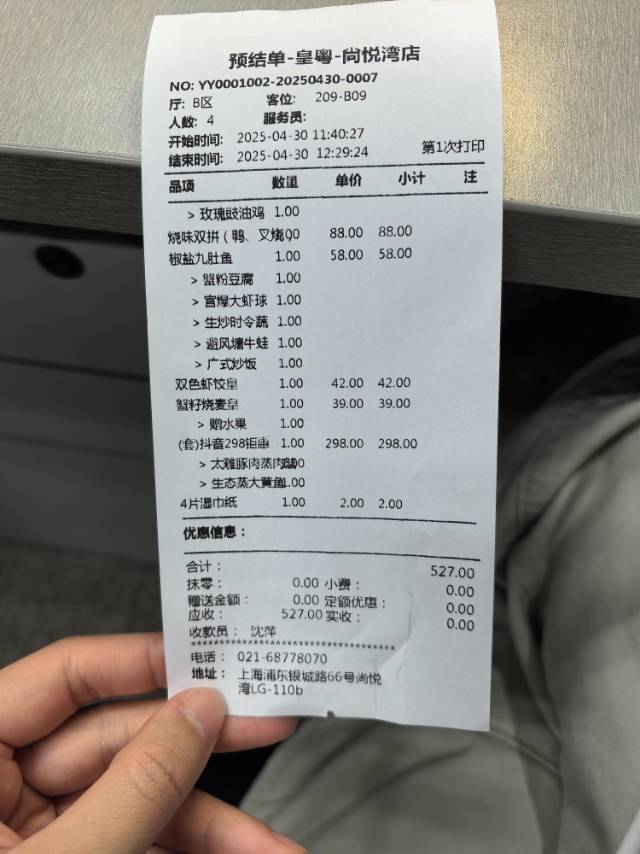 预结单-皇粤-尚悦湾店
NO: YY0001002-20250430-0007
厅: B区 客位: 209-B09
人数: 4 服务员:
开始时间: 2025-04-30 11:40:27
结束时间: 2025-04-30 12:29:24 第1次打印
品项 数量 单价 小计 注
> 玫瑰豉油鸡 1.00
烧味双拼 ( 鸭、叉烧 88.00 88.00
椒盐九肚鱼 1.00 58.00 58.00
> 蟹粉豆腐 1.00
> 宫爆大虾球 1.00
> 生炒时令蔬 1.00
> 避风塘牛蛙 1.00
> 广式炒饭 1.00
双色虾饺皇 1.00 42.00 42.00
蟹籽烧麦皇 1.00 39.00 39.00
> 赠水果 1.00
(套)抖音298钜惠 1.00 298.00 298.00
> 太雕豚肉蒸肉
> 生态蒸大黄鱼1.00
4片湿巾纸 1.00 2.00 2.00
优惠信息：
合计： 527.00
抹零： 0.00 小费： 0.00
赠送金额： 0.00 定额优惠： 0.00
应收： 527.00 实收： 0.00
收款员： 沈萍
电话： 021-68778070
地址： 上海浦东银城路66号尚悦
湾LG-110b